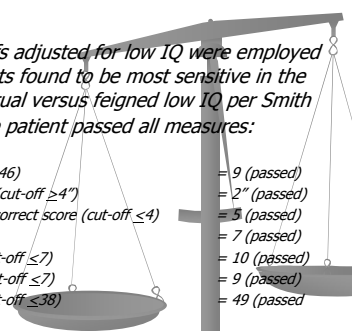 fs adjusted for low IQ were employed
ts found to be most sensitive in the
tual versus feigned low IQ per Smith
patient passed all measures:
46) = 9 (passed)
(cut-off >4") = 2" (passed)
orrect score (cut-off <4) = 5 (passed)
= 7 (passed)
t-off <7) = 10 (passed)
t-off <7) = 9 (passed)
t-off <38) = 49 (passed